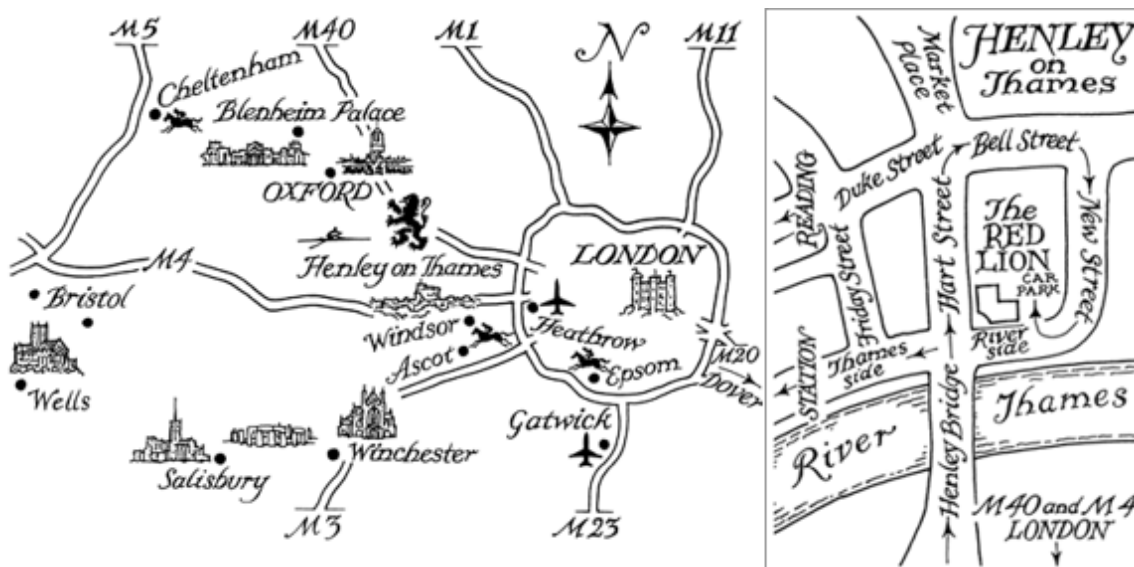 M5
M40
M1
N
M11
Cheltenham
Blenheim Palace
OXFORD
M4
Henley on Thames
LONDON
Bristol
Windsor
Heathrow
Ascot
Epsom
M20
Dover
Wells
Gatwick
Salisbury
Winchester
M3
M23
HENLEY
on
Thames
Market
Place
Bell Street
Duke Street
READING
Hart Street
New Street
The
RED
LION
CAR
PARK
Friday Street
River
side
Thames
side
STATION
Henley Bridge
River
Thames
M40 and M4
LONDON